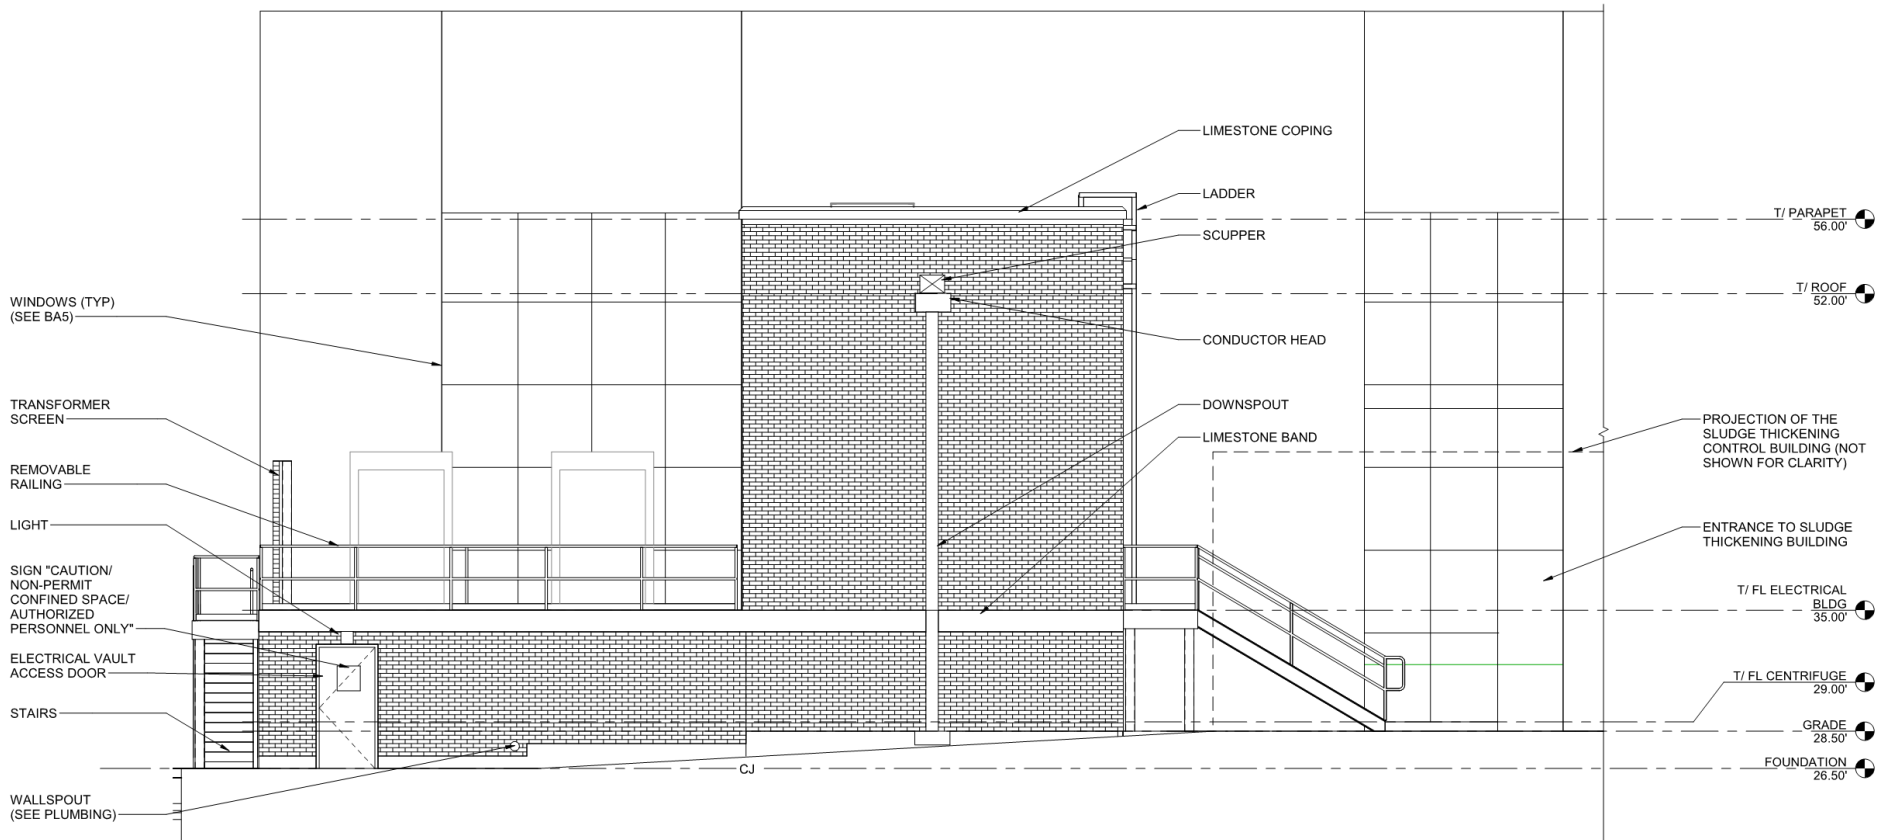 LIMESTONE COPING
LADDER
SCUPPER
CONDUCTOR HEAD
DOWNSPOUT
LIMESTONE BAND
WINDOWS (TYP)
(SEE BA5)
TRANSFORMER
SCREEN
REMOVABLE
RAILING
LIGHT
SIGN "CAUTION/
NON-PERMIT
CONFINED SPACE/
AUTHORIZED
PERSONNEL ONLY"
ELECTRICAL VAULT
ACCESS DOOR
STAIRS
WALLSPOUT
(SEE PLUMBING)
CJ
T/ PARAPET
56.00'
T/ ROOF
52.00'
PROJECTION OF THE
SLUDGE THICKENING
CONTROL BUILDING (NOT
SHOWN FOR CLARITY)
ENTRANCE TO SLUDGE
THICKENING BUILDING
T/ FL ELECTRICAL
BLDG
35.00'
T/ FL CENTRIFUGE
29.00'
GRADE
28.50'
FOUNDATION
26.50'